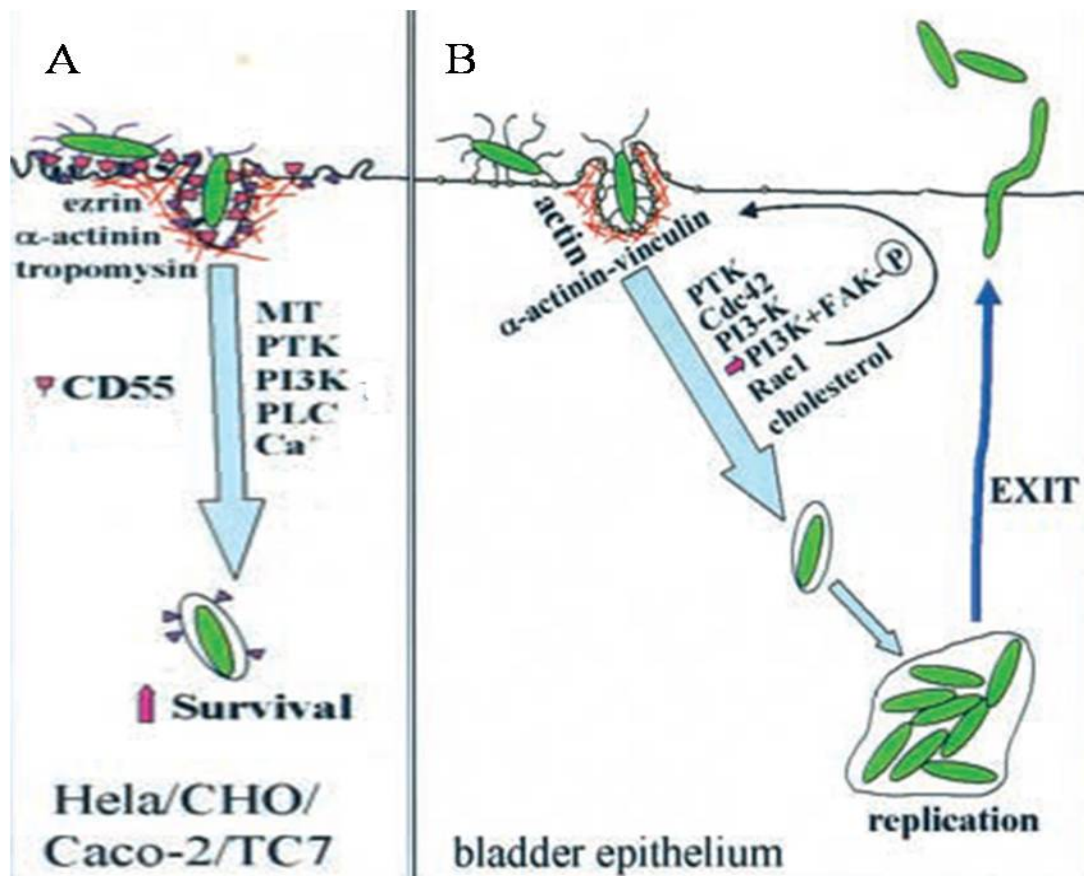 A
ezrin
α-actinin
tropomysin
MT
PTK
PI3K
PLC
Ca⁺
CD55
Survival
Hela/CHO/
Caco-2/TC7
B
actin
α-actinin-vinculin
PTK
Cdc42
PI3-K
PI3K+FAK-P
Rac1
cholesterol
EXIT
replication
bladder epithelium